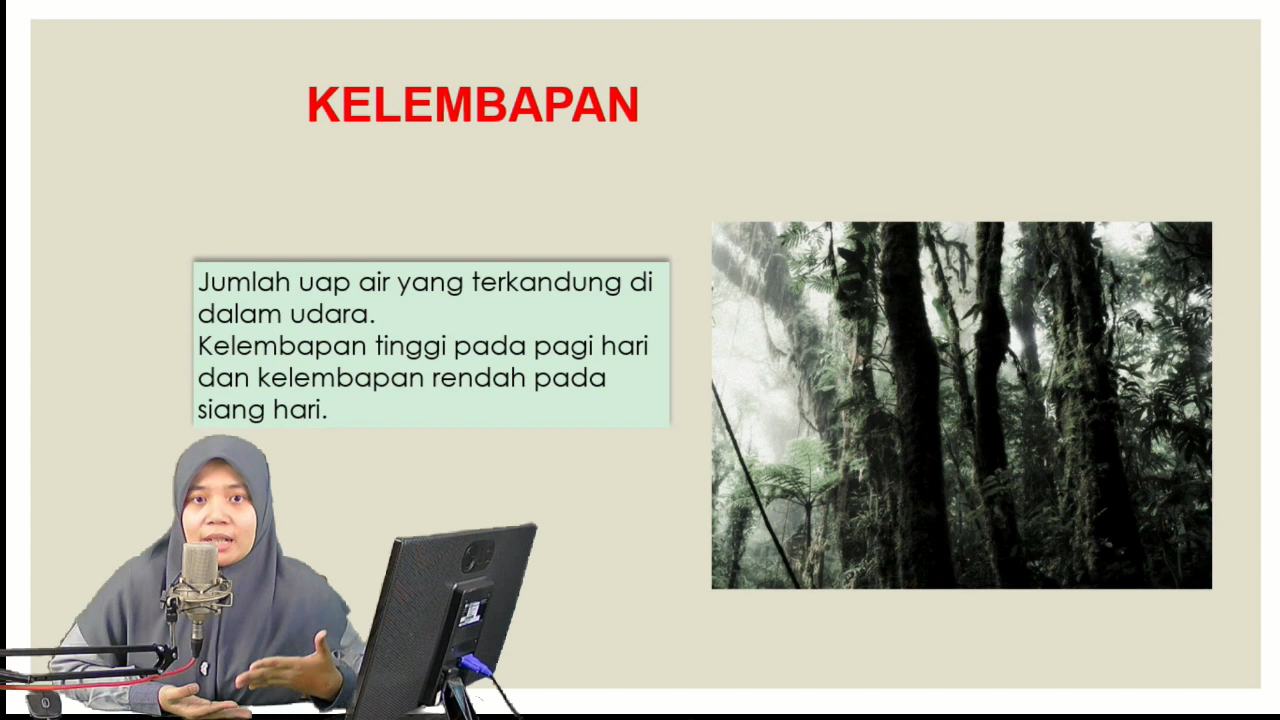 KELEMBAPAN
Jumlah uap air yang terkandung di
dalam udara.
Kelembapan tinggi pada pagi hari
dan kelembapan rendah pada
siang hari.